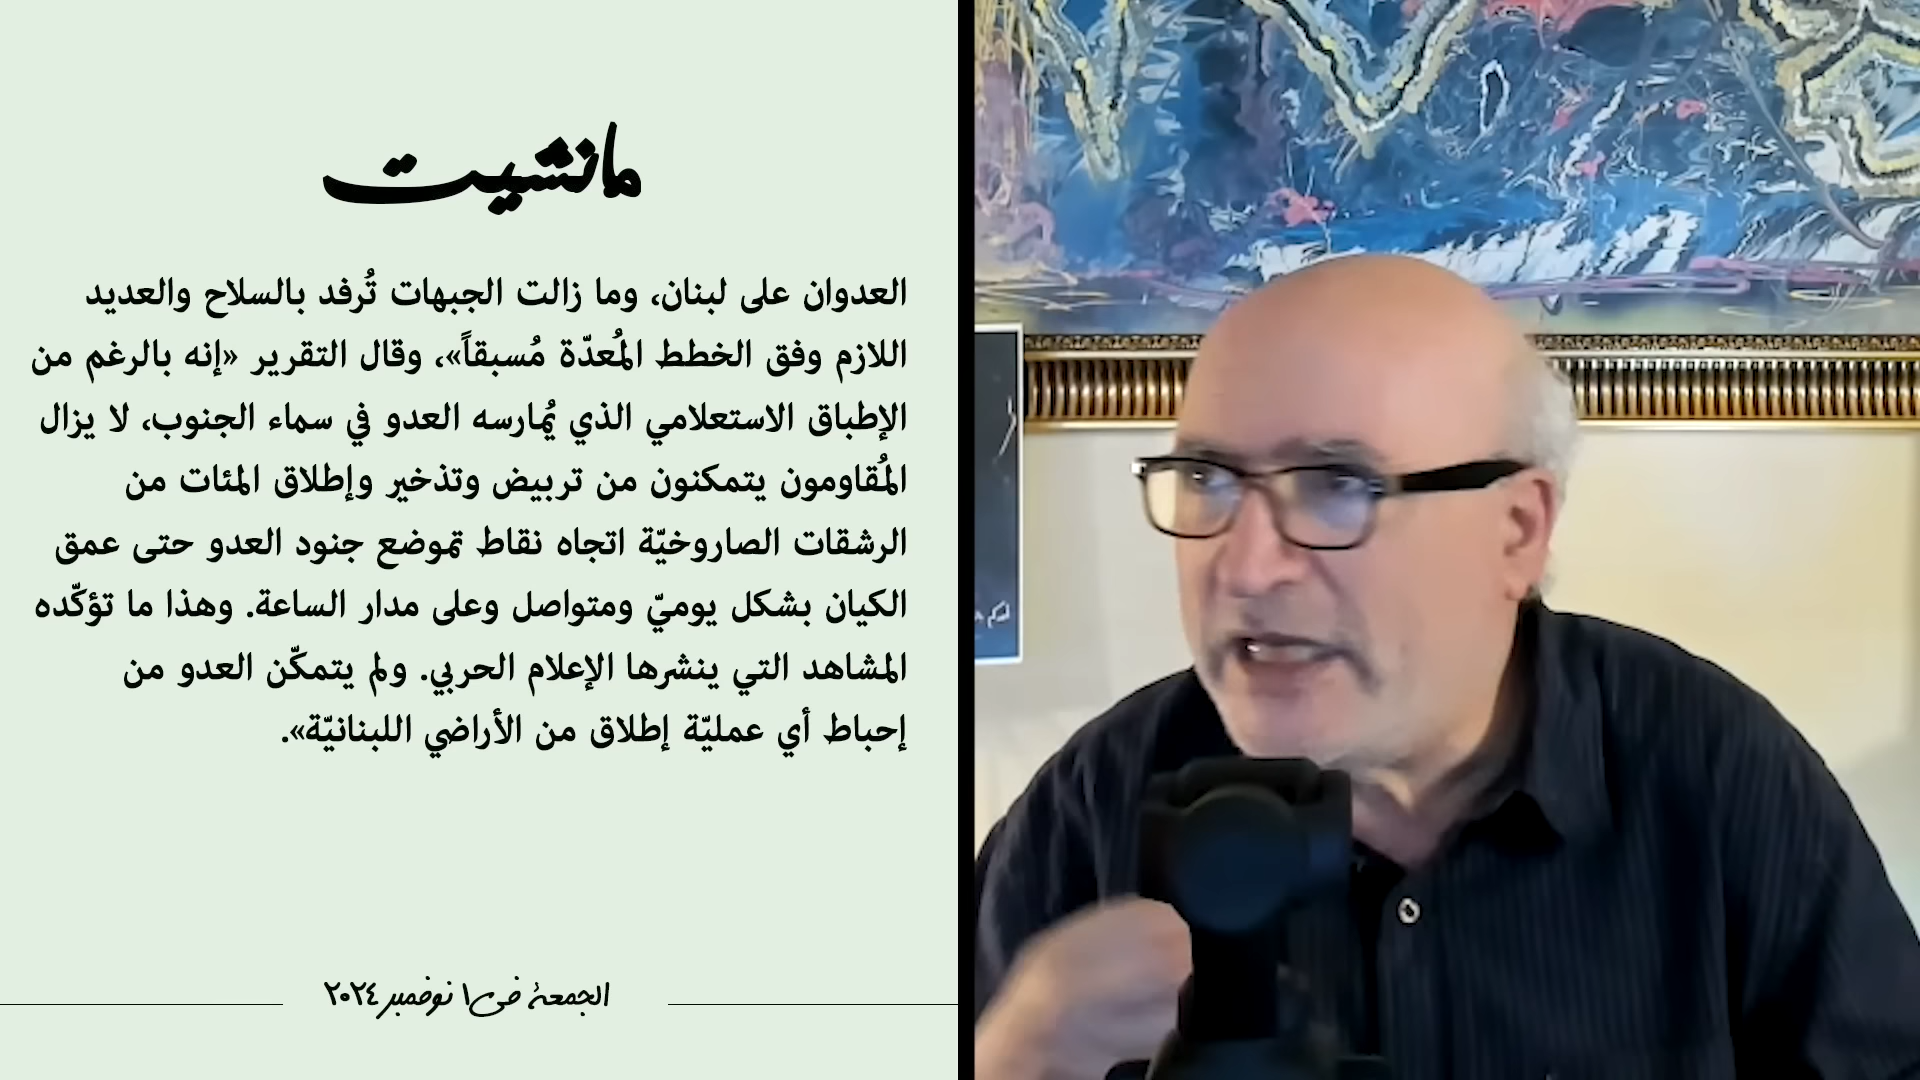 مانشيت
العدوان على لبنان، وما زالت الجبهات تُرفد بالسلاح والعديد
اللازم وفق الخطط المُعدّة مُسبقاً»، وقال التقرير «إنه بالرغم من
الإطباق الاستعلامي الذي يُمارسه العدو في سماء الجنوب، لا يزال
المُقاومون يتمكنون من تربيض وتذخير وإطلاق المئات من
الرشقات الصاروخيّة اتجاه نقاط تموضع جنود العدو حتى عمق
الكيان بشكل يوميّ ومتواصل وعلى مدار الساعة. وهذا ما تؤكّده
المشاهد التي ينشرها الإعلام الحربي. ولم يتمكّن العدو من
إحباط أي عمليّة إطلاق من الأراضي اللبنانيّة».
الجمعة في ١ نوفمبر ٢٠٢٤